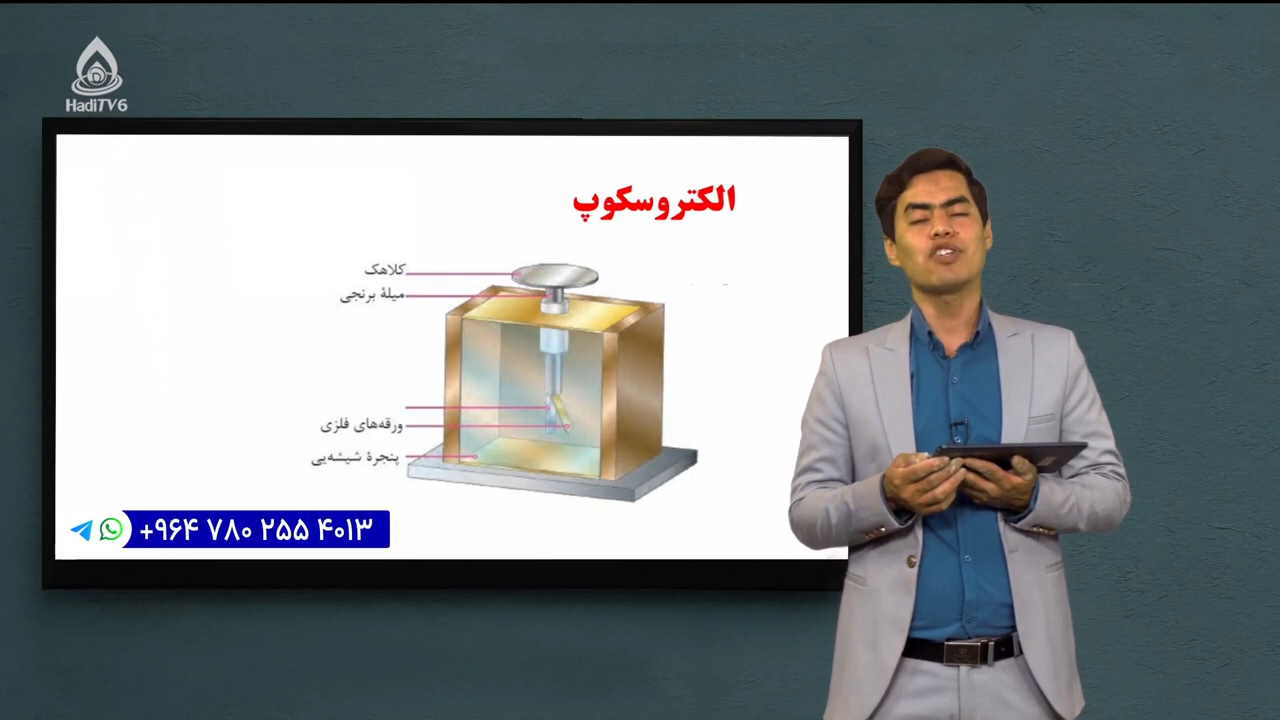 HadiTV6
الکتروسکوپ
کلاهک
میلهٔ برنجی
ورقه‌های فلزی
پنجرهٔ شیشه‌یی
+۹۶۴ ۷۸۰ ۲۵۵ ۴۰۱۳